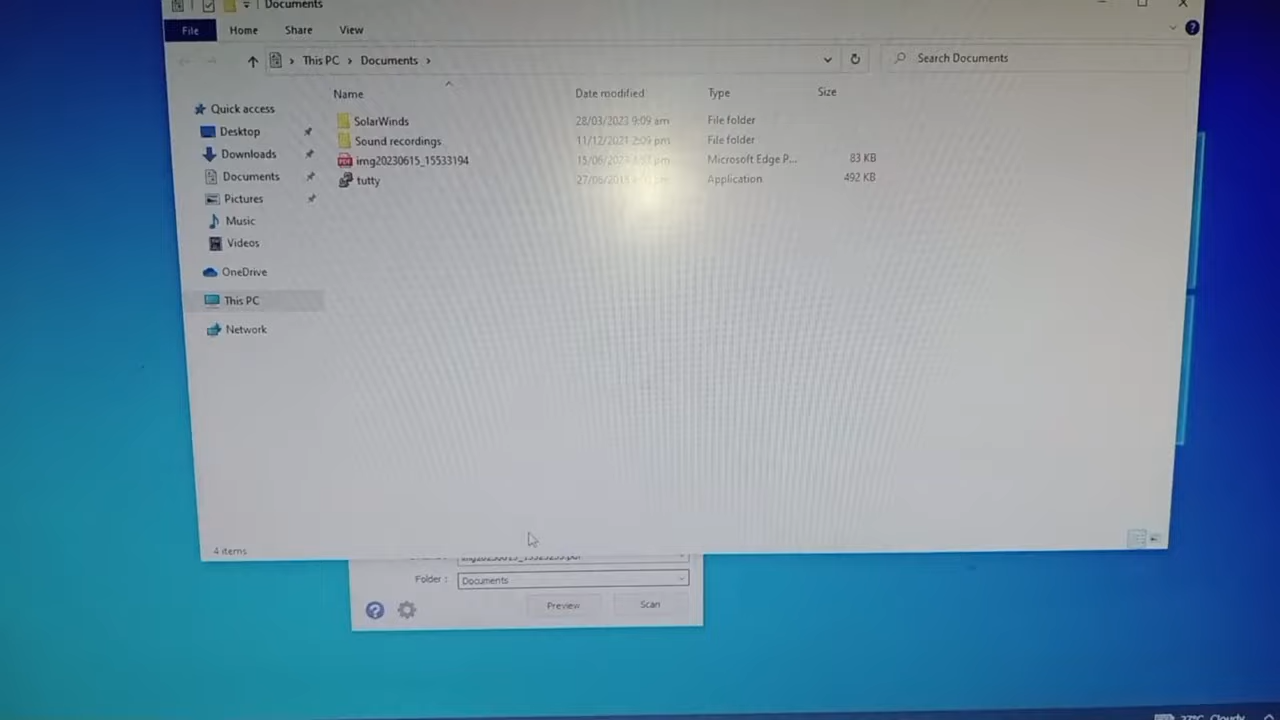 Documents
File Home Share View
This PC > Documents >
Search Documents
Name Date modified Type Size
Quick access
Desktop
Downloads
Documents
Pictures
Music
Videos
OneDrive
This PC
Network
SolarWinds 28/03/2023 9:09 am File folder
Sound recordings 11/12/2021 2:09 pm File folder
img20230615_15533194 15/06/2023 pm Microsoft Edge P... 83 KB
tutty Application 492 KB
4 items
Folder : Documents
Preview Scan
27°C Cloudy